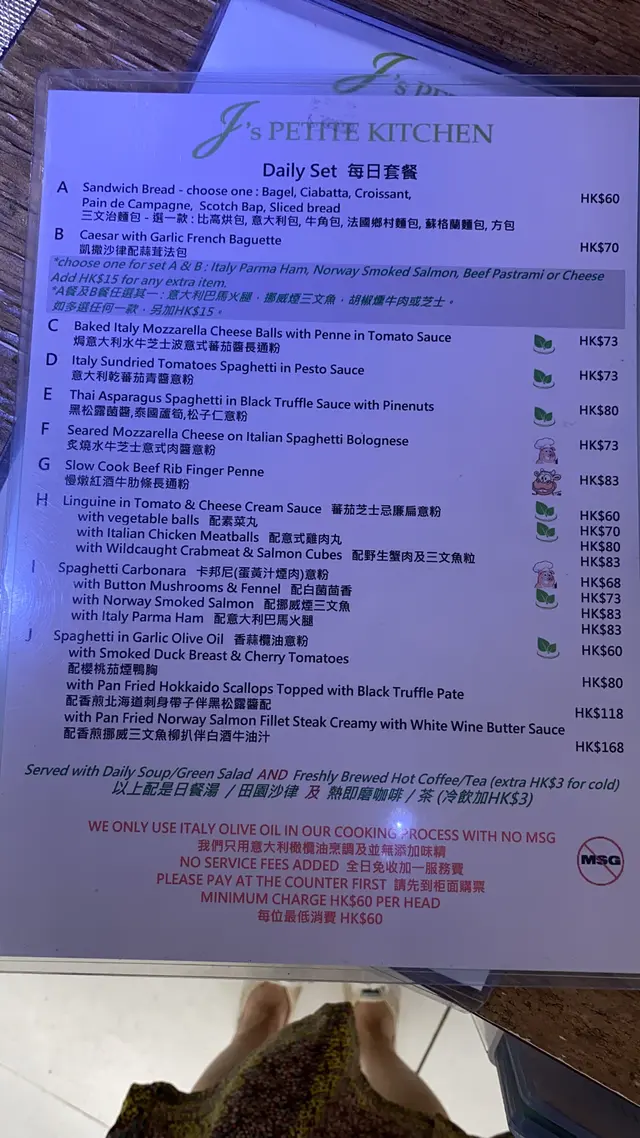 J's PE
J's PETITE KITCHEN
Daily Set 每日套餐
A Sandwich Bread - choose one : Bagel, Ciabatta, Croissant, HK$60
Pain de Campagne, Scotch Bap, Sliced bread
三文治麵包 - 選一款 : 比高烘包, 意大利包, 牛角包, 法國鄉村麵包, 蘇格蘭麵包, 方包
B Caesar with Garlic French Baguette HK$70
凱撒沙律配蒜茸法包
*choose one for set A & B : Italy Parma Ham, Norway Smoked Salmon, Beef Pastrami or Cheese
Add HK$15 for any extra item.
*A餐及B餐任選其一 : 意大利巴馬火腿﹐挪威煙三文魚﹐胡椒燻牛肉或芝士。
如多選任何一款﹐另加HK$15。
C Baked Italy Mozzarella Cheese Balls with Penne in Tomato Sauce HK$73
焗意大利水牛芝士波意式蕃茄醬長通粉
D Italy Sundried Tomatoes Spaghetti in Pesto Sauce HK$73
意大利乾蕃茄青醬意粉
E Thai Asparagus Spaghetti in Black Truffle Sauce with Pinenuts HK$80
黑松露菌醬,泰國蘆筍,松子仁意粉
F Seared Mozzarella Cheese on Italian Spaghetti Bolognese HK$73
炙燒水牛芝士意式肉醬意粉
G Slow Cook Beef Rib Finger Penne HK$83
慢燉紅酒牛肋條長通粉
H Linguine in Tomato & Cheese Cream Sauce 蕃茄芝士忌廉扁意粉 HK$60
with vegetable balls 配素菜丸 HK$70
with Italian Chicken Meatballs 配意式雞肉丸 HK$80
with Wildcaught Crabmeat & Salmon Cubes 配野生蟹肉及三文魚粒 HK$83
I Spaghetti Carbonara 卡邦尼(蛋黃汁煙肉)意粉 HK$68
with Button Mushrooms & Fennel 配白菌茴香 HK$73
with Norway Smoked Salmon 配挪威煙三文魚 HK$83
with Italy Parma Ham 配意大利巴馬火腿 HK$83
J Spaghetti in Garlic Olive Oil 香蒜欖油意粉 HK$60
with Smoked Duck Breast & Cherry Tomatoes HK$80
配櫻桃茄煙鴨胸
with Pan Fried Hokkaido Scallops Topped with Black Truffle Pate HK$118
配香煎北海道刺身帶子伴黑松露醬配
with Pan Fried Norway Salmon Fillet Steak Creamy with White Wine Butter Sauce HK$168
配香煎挪威三文魚柳扒伴白酒牛油汁
Served with Daily Soup/Green Salad AND Freshly Brewed Hot Coffee/Tea (extra HK$3 for cold)
以上配是日餐湯 / 田園沙律 及 熱即磨咖啡 / 茶 (冷飲加HK$3)
WE ONLY USE ITALY OLIVE OIL IN OUR COOKING PROCESS WITH NO MSG
我們只用意大利橄欖油烹調及並無添加味精
NO SERVICE FEES ADDED 全日免收加一服務費
PLEASE PAY AT THE COUNTER FIRST 請先到柜面購票
MINIMUM CHARGE HK$60 PER HEAD
每位最低消費 HK$60
MSG